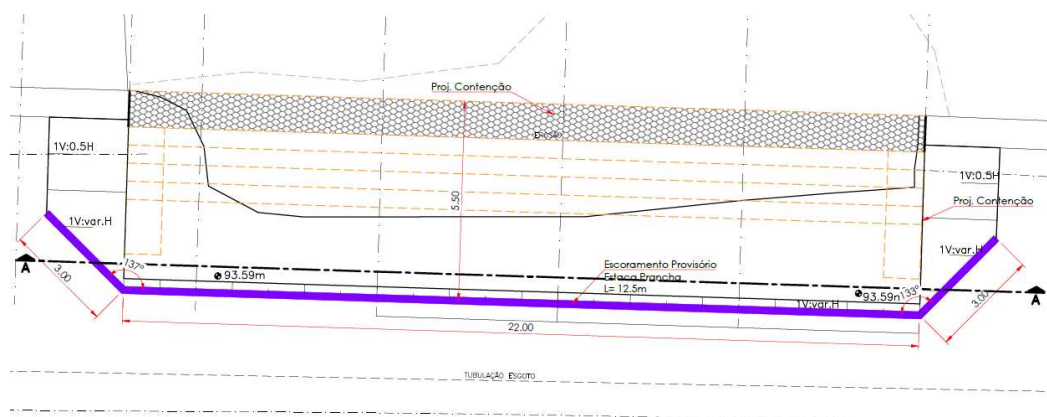 Proj. Contenção
EROSÃO
1V:0.5H
1V:0.5H
5.50
Proj. Contenção
1V:var.H
1V:var.H
Escoramento Provisório
Estaca Prancha
L= 12.5m
A
137°
93.59m
93.59m
133°
A
3.00
1V:var.H
3.00
22.00
TUBULAÇÃO ESGOTO